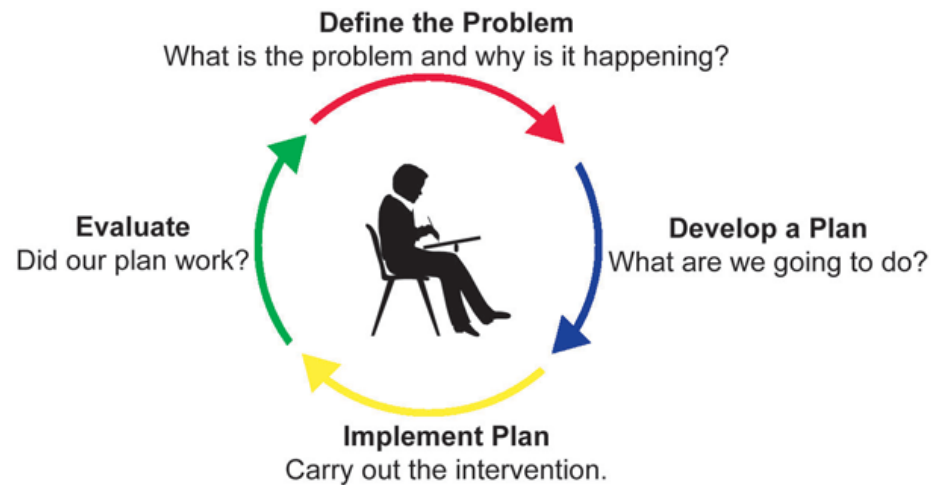 Define the Problem
What is the problem and why is it happening?
Develop a Plan
What are we going to do?
Implement Plan
Carry out the intervention.
Evaluate
Did our plan work?